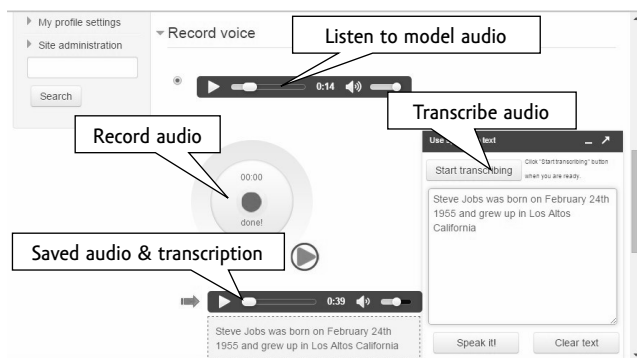 My profile settings
Site administration
Search
Record voice
Listen to model audio
0:14
Transcribe audio
Record audio
00:00
done!
text
Start transcribing
Click "Start transcribing" button
when you are ready.
Steve Jobs was born on February 24th
1955 and grew up in Los Altos
California
Speak it!
Clear text
Saved audio & transcription
0:39
Steve Jobs was born on February 24th
1955 and grew up in Los Altos California